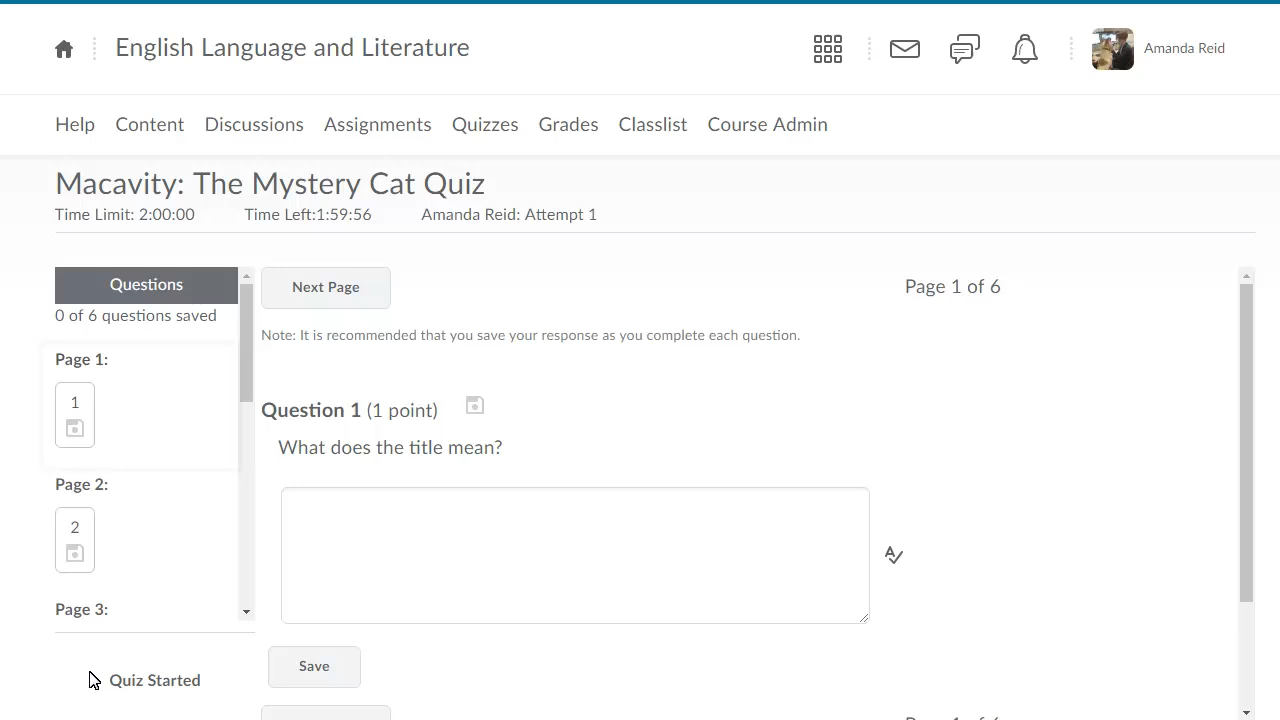 English Language and Literature
Amanda Reid
Help Content Discussions Assignments Quizzes Grades Classlist Course Admin
Macavity: The Mystery Cat Quiz
Time Limit: 2:00:00 Time Left:1:59:56 Amanda Reid: Attempt 1
Questions
0 of 6 questions saved
Page 1:
1
Page 2:
2
Page 3:
Quiz Started
Next Page
Page 1 of 6
Note: It is recommended that you save your response as you complete each question.
Question 1 (1 point)
What does the title mean?
Save
Page 1 of 6